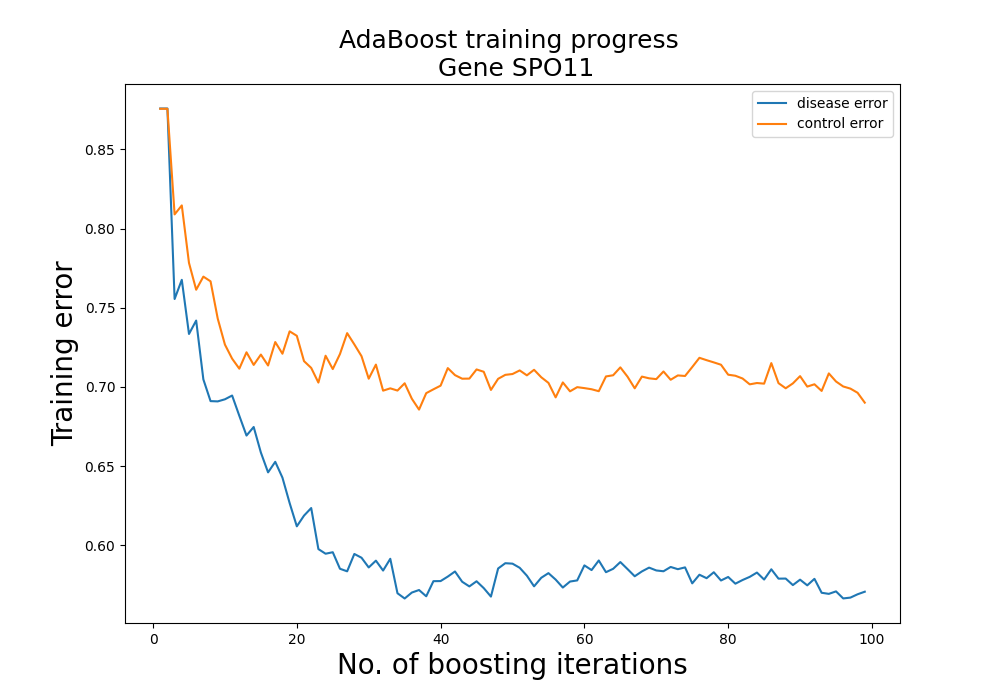 AdaBoost training progress
Gene SPO11
disease error
control error
Training error
0.85
0.80
0.75
0.70
0.65
0.60
0
20
40
60
80
100
No. of boosting iterations